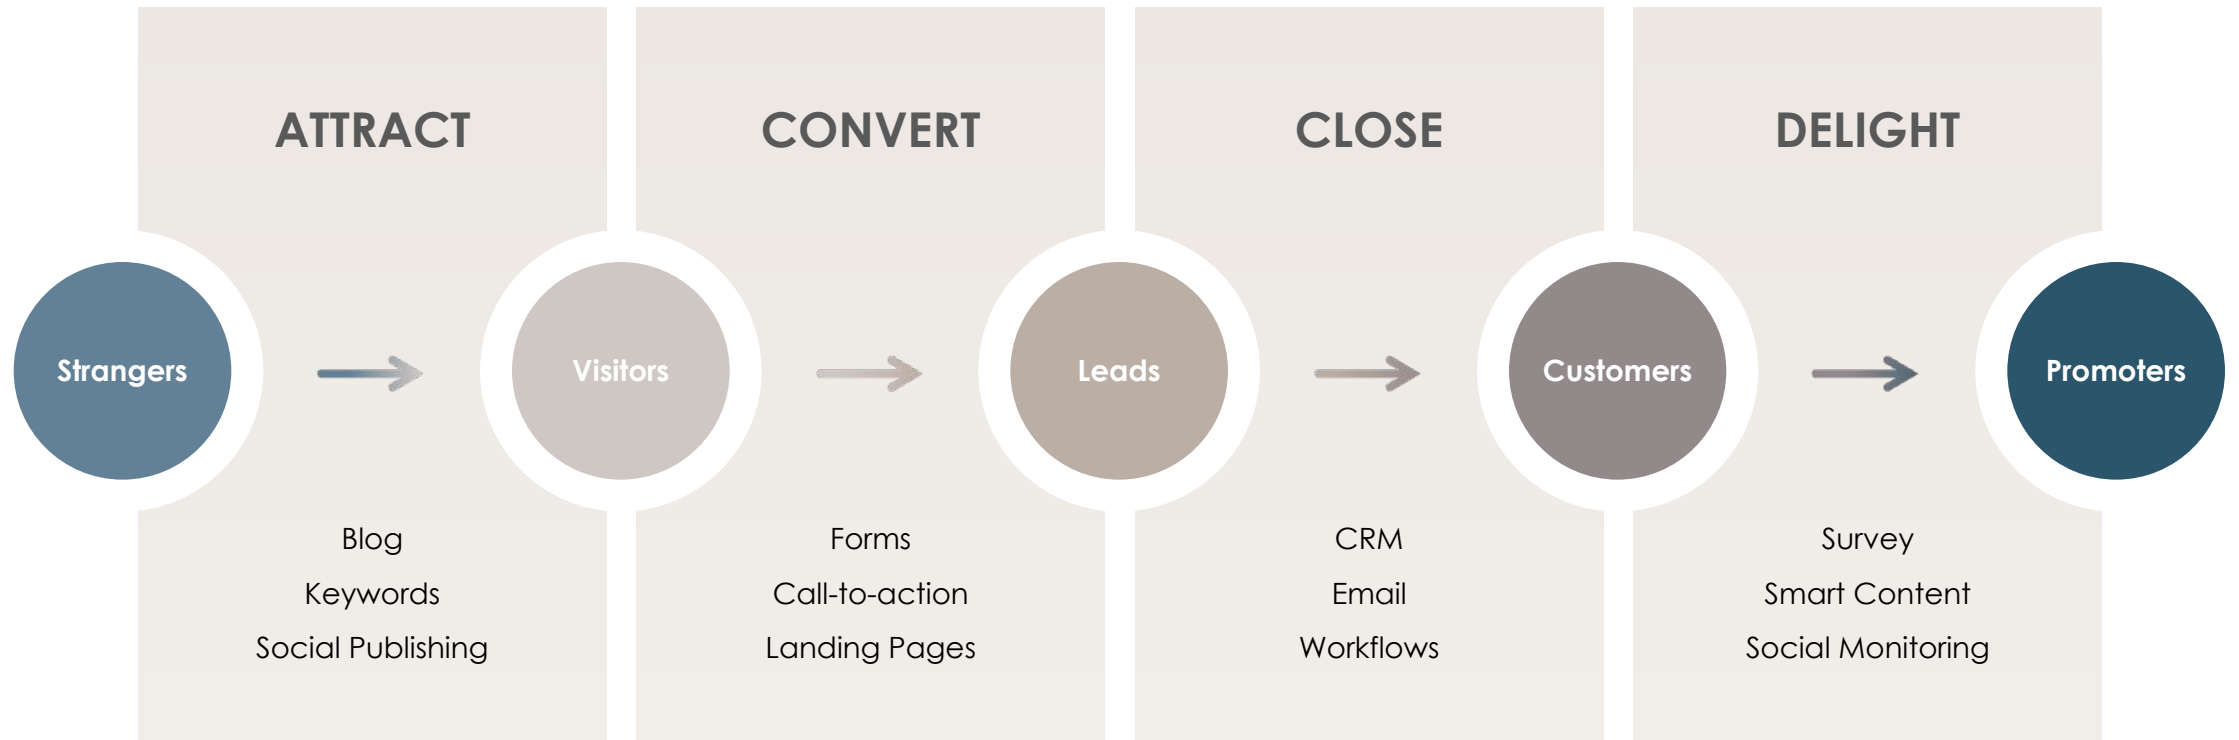 ATTRACT
CONVERT
CLOSE
DELIGHT
Strangers
Visitors
Leads
Customers
Promoters
Blog
Keywords
Social Publishing
Forms
Call-to-action
Landing Pages
CRM
Email
Workflows
Survey
Smart Content
Social Monitoring